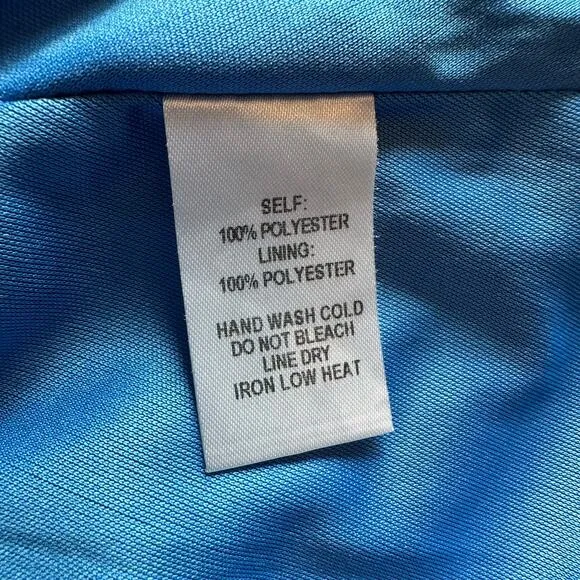 SELF:
100% POLYESTER
LINING:
100% POLYESTER
HAND WASH COLD
DO NOT BLEACH
LINE DRY
IRON LOW HEAT